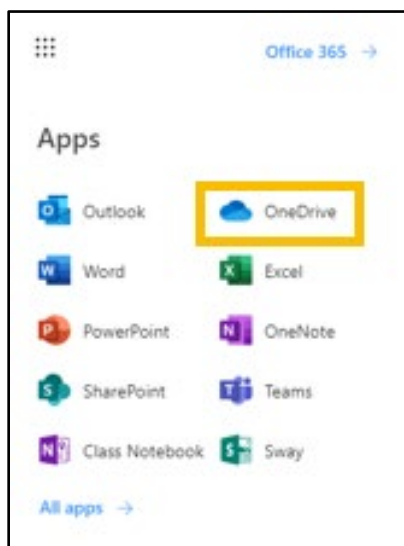 Office 365 →
Apps
Outlook OneDrive
Word Excel
PowerPoint OneNote
SharePoint Teams
Class Notebook Sway
All apps →